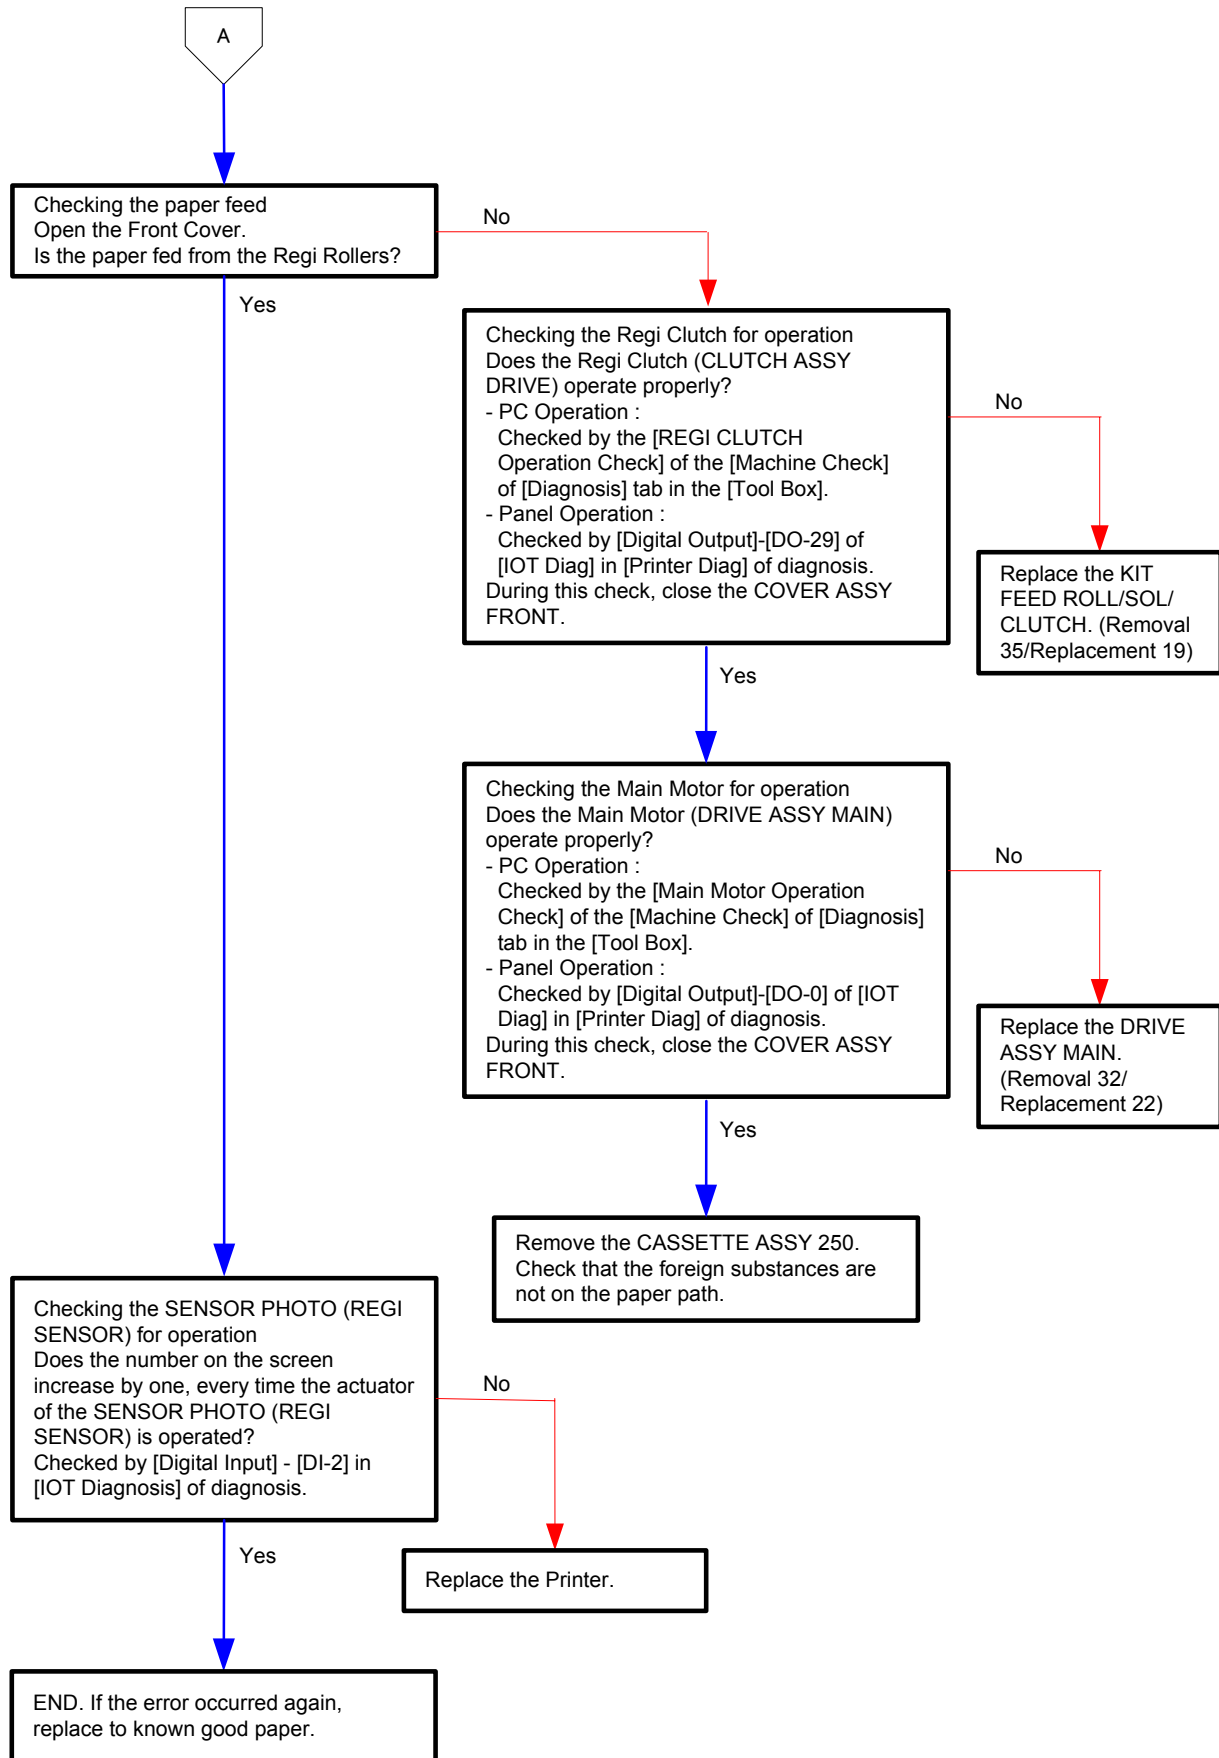 A
Checking the paper feed
Open the Front Cover.
Is the paper fed from the Regi Rollers?
No
Yes
Checking the Regi Clutch for operation
Does the Regi Clutch (CLUTCH ASSY
DRIVE) operate properly?
- PC Operation :
Checked by the [REGI CLUTCH
Operation Check] of the [Machine Check]
of [Diagnosis] tab in the [Tool Box].
- Panel Operation :
Checked by [Digital Output]-[DO-29] of
[IOT Diag] in [Printer Diag] of diagnosis.
During this check, close the COVER ASSY
FRONT.
No
Replace the KIT
FEED ROLL/SOL/
CLUTCH. (Removal
35/Replacement 19)
Yes
Checking the Main Motor for operation
Does the Main Motor (DRIVE ASSY MAIN)
operate properly?
- PC Operation :
Checked by the [Main Motor Operation
Check] of the [Machine Check] of [Diagnosis]
tab in the [Tool Box].
- Panel Operation :
Checked by [Digital Output]-[DO-0] of [IOT
Diag] in [Printer Diag] of diagnosis.
During this check, close the COVER ASSY
FRONT.
No
Replace the DRIVE
ASSY MAIN.
(Removal 32/
Replacement 22)
Yes
Remove the CASSETTE ASSY 250.
Check that the foreign substances are
not on the paper path.
Checking the SENSOR PHOTO (REGI
SENSOR) for operation
Does the number on the screen
increase by one, every time the actuator
of the SENSOR PHOTO (REGI
SENSOR) is operated?
Checked by [Digital Input] - [DI-2] in
[IOT Diagnosis] of diagnosis.
No
Replace the Printer.
Yes
END. If the error occurred again,
replace to known good paper.